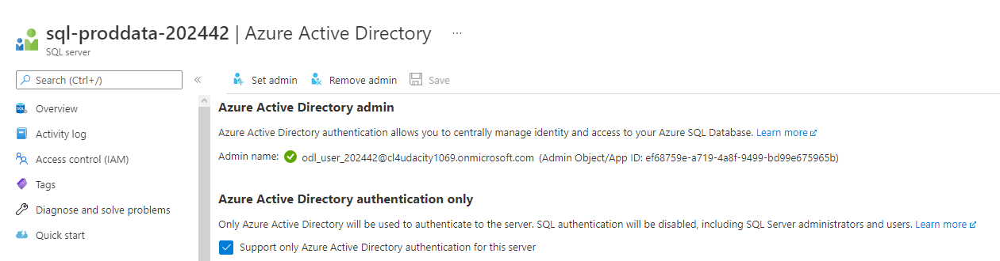 sql-proddata-202442 | Azure Active Directory ...
SQL server
Search (Ctrl+/)
«
Set admin
Remove admin
Save
Overview
Activity log
Access control (IAM)
Tags
Diagnose and solve problems
Quick start
Azure Active Directory admin
Azure Active Directory authentication allows you to centrally manage identity and access to your Azure SQL Database. Learn more
Admin name: odl_user_202442@cl4udacity1069.onmicrosoft.com (Admin Object/App ID: ef68759e-a719-4a8f-9499-bd99e675965b)
Azure Active Directory authentication only
Only Azure Active Directory will be used to authenticate to the server. SQL authentication will be disabled, including SQL Server administrators and users. Learn more
Support only Azure Active Directory authentication for this server